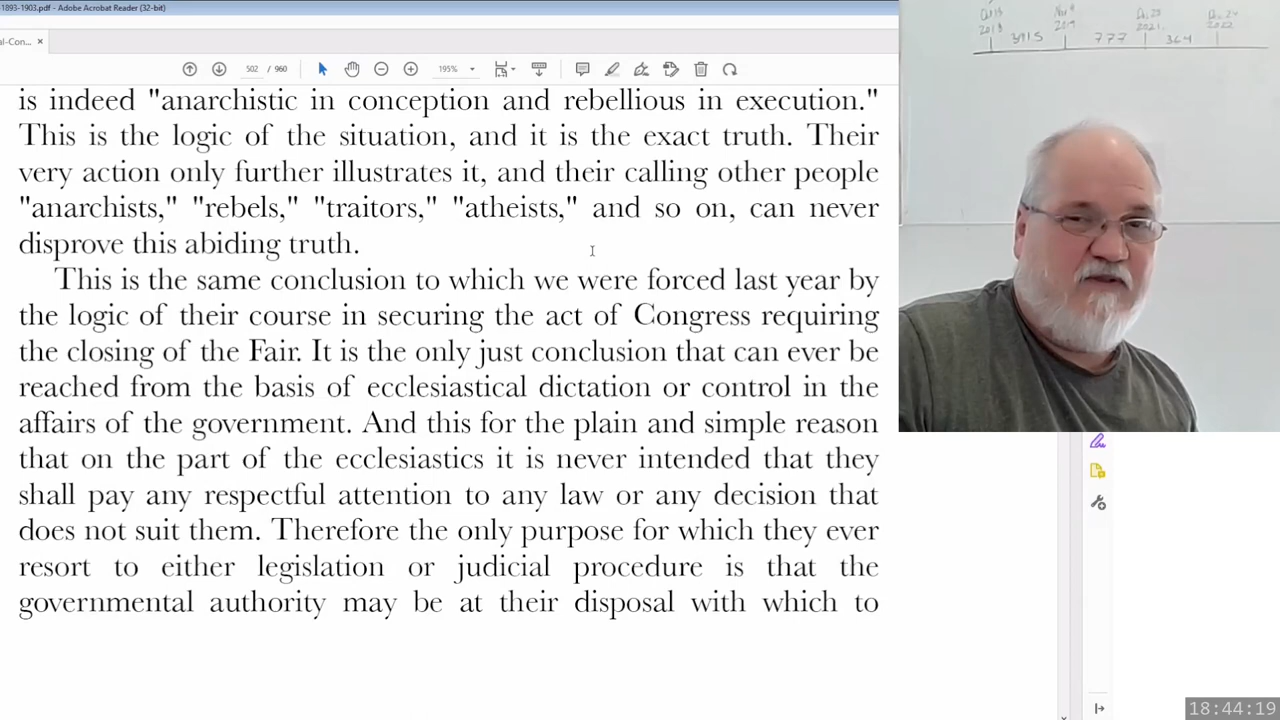 -1893-1903.pdf - Adobe Acrobat Reader (32-bit)
al-Con... ×
502 / 960
195%
is indeed "anarchistic in conception and rebellious in execution."
This is the logic of the situation, and it is the exact truth. Their
very action only further illustrates it, and their calling other people
"anarchists," "rebels," "traitors," "atheists," and so on, can never
disprove this abiding truth.
This is the same conclusion to which we were forced last year by
the logic of their course in securing the act of Congress requiring
the closing of the Fair. It is the only just conclusion that can ever be
reached from the basis of ecclesiastical dictation or control in the
affairs of the government. And this for the plain and simple reason
that on the part of the ecclesiastics it is never intended that they
shall pay any respectful attention to any law or any decision that
does not suit them. Therefore the only purpose for which they ever
resort to either legislation or judicial procedure is that the
governmental authority may be at their disposal with which to
2018 2019 2021 2022
777 364
18:44:19